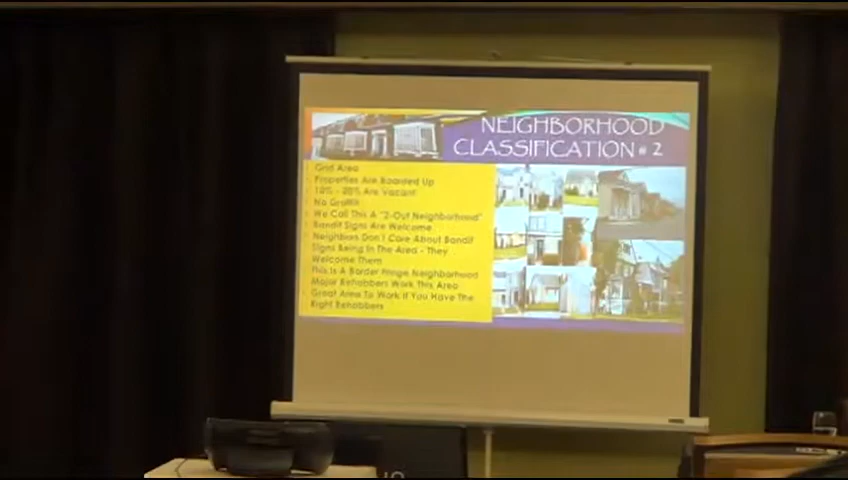 NEIGHBORHOOD
CLASSIFICATION # 2
Grid Area
Properties Are Boarded Up
10% - 20% Are Vacant
No Graffiti
We Call This A "2-Out Neighborhood"
Bandit Signs Are Welcome
Neighbors Don't Care About Bandit
Signs Being In The Area - They
Welcome Them
This Is A Border Fringe Neighborhood
Major Rehabbers Work This Area
Great Area To Work If You Have The
Right Rehabbers